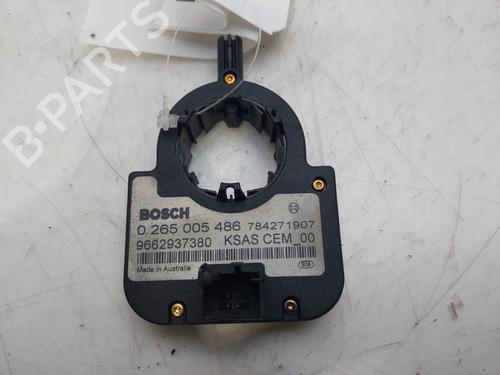 B-PARTS
BOSCH
0 265 005 486 784271907
9662937380 KSAS CEM_00
Made in Australia